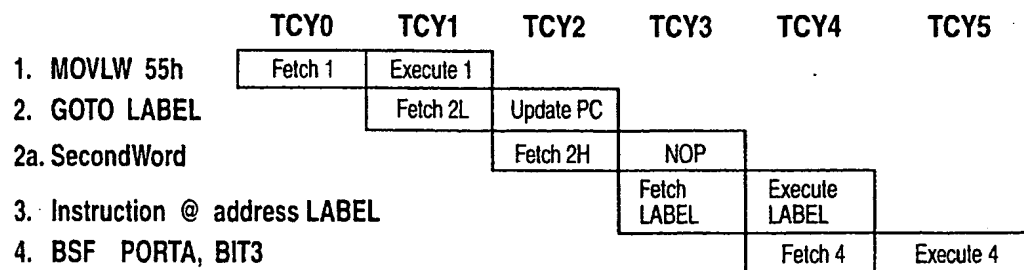 TCY0 TCY1 TCY2 TCY3 TCY4 TCY5
1. MOVLW 55h Fetch 1 Execute 1
2. GOTO LABEL Fetch 2L Update PC
2a. SecondWord Fetch 2H NOP
3. Instruction @ address LABEL Fetch LABEL Execute LABEL
4. BSF PORTA, BIT3 Fetch 4 Execute 4